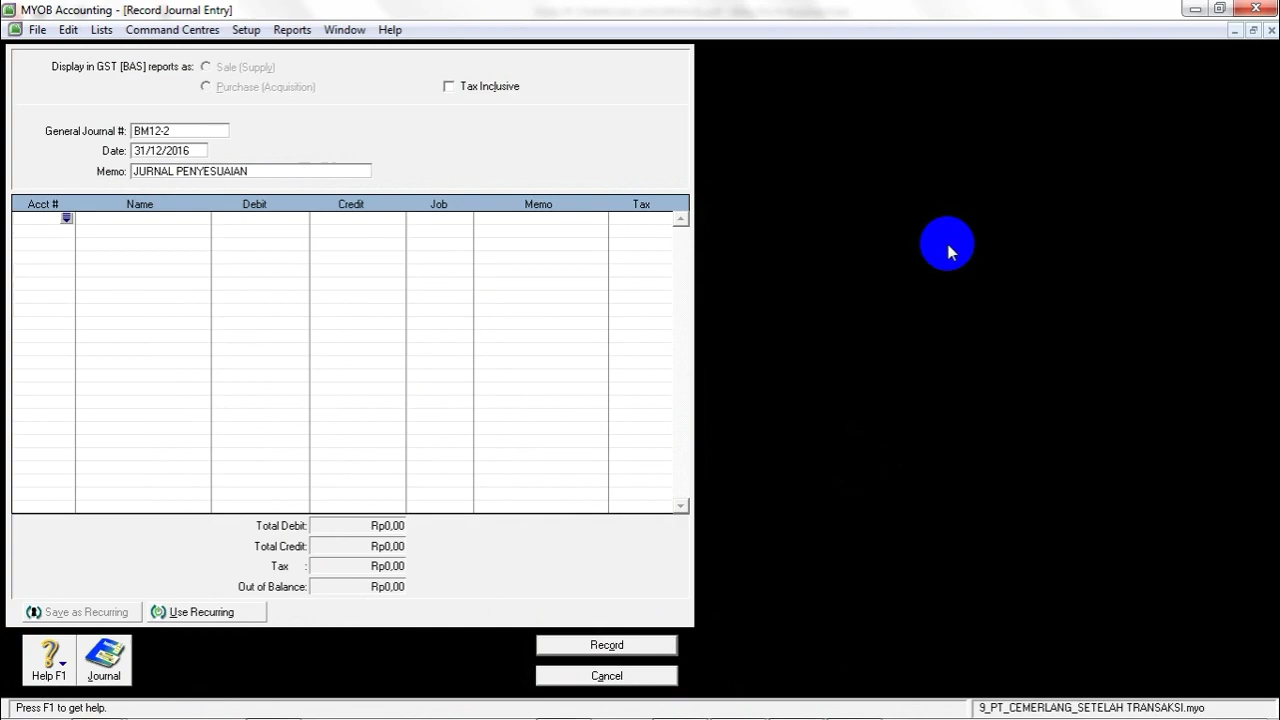 MYOB Accounting - [Record Journal Entry]
File Edit Lists Command Centres Setup Reports Window Help
Display in GST [BAS] reports as: Sale (Supply)
Purchase (Acquisition)
Tax Inclusive
General Journal #: BM12-2
Date: 31/12/2016
Memo: JURNAL PENYESUAIAN
Acct # Name Debit Credit Job Memo Tax
Total Debit: Rp0,00
Total Credit: Rp0,00
Tax : Rp0,00
Out of Balance: Rp0,00
Save as Recurring Use Recurring
Help F1 Journal
Record
Cancel
Press F1 to get help. 9_PT_CEMERLANG_SETELAH TRANSAKSI.myo